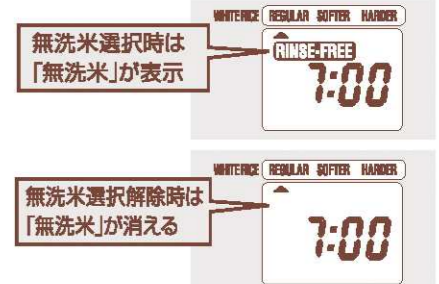 WHITE RICE REGULAR SOFTER HARDER
無洗米選択時は
「無洗米」が表示
RINSE-FREE
7:00
WHITE RICE REGULAR SOFTER HARDER
無洗米選択解除時は
「無洗米」が消える
7:00